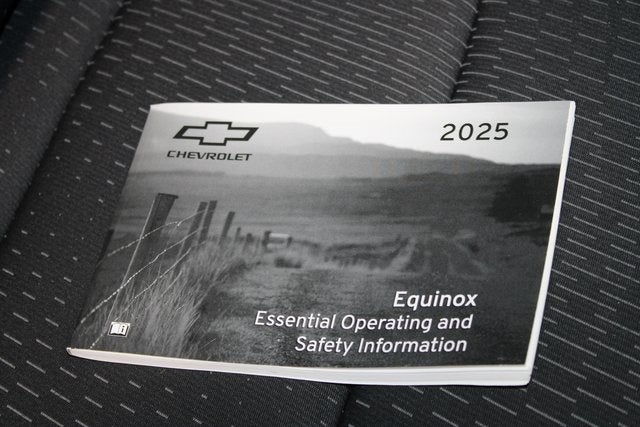 CHEVROLET
2025
Equinox
Essential Operating and
Safety Information